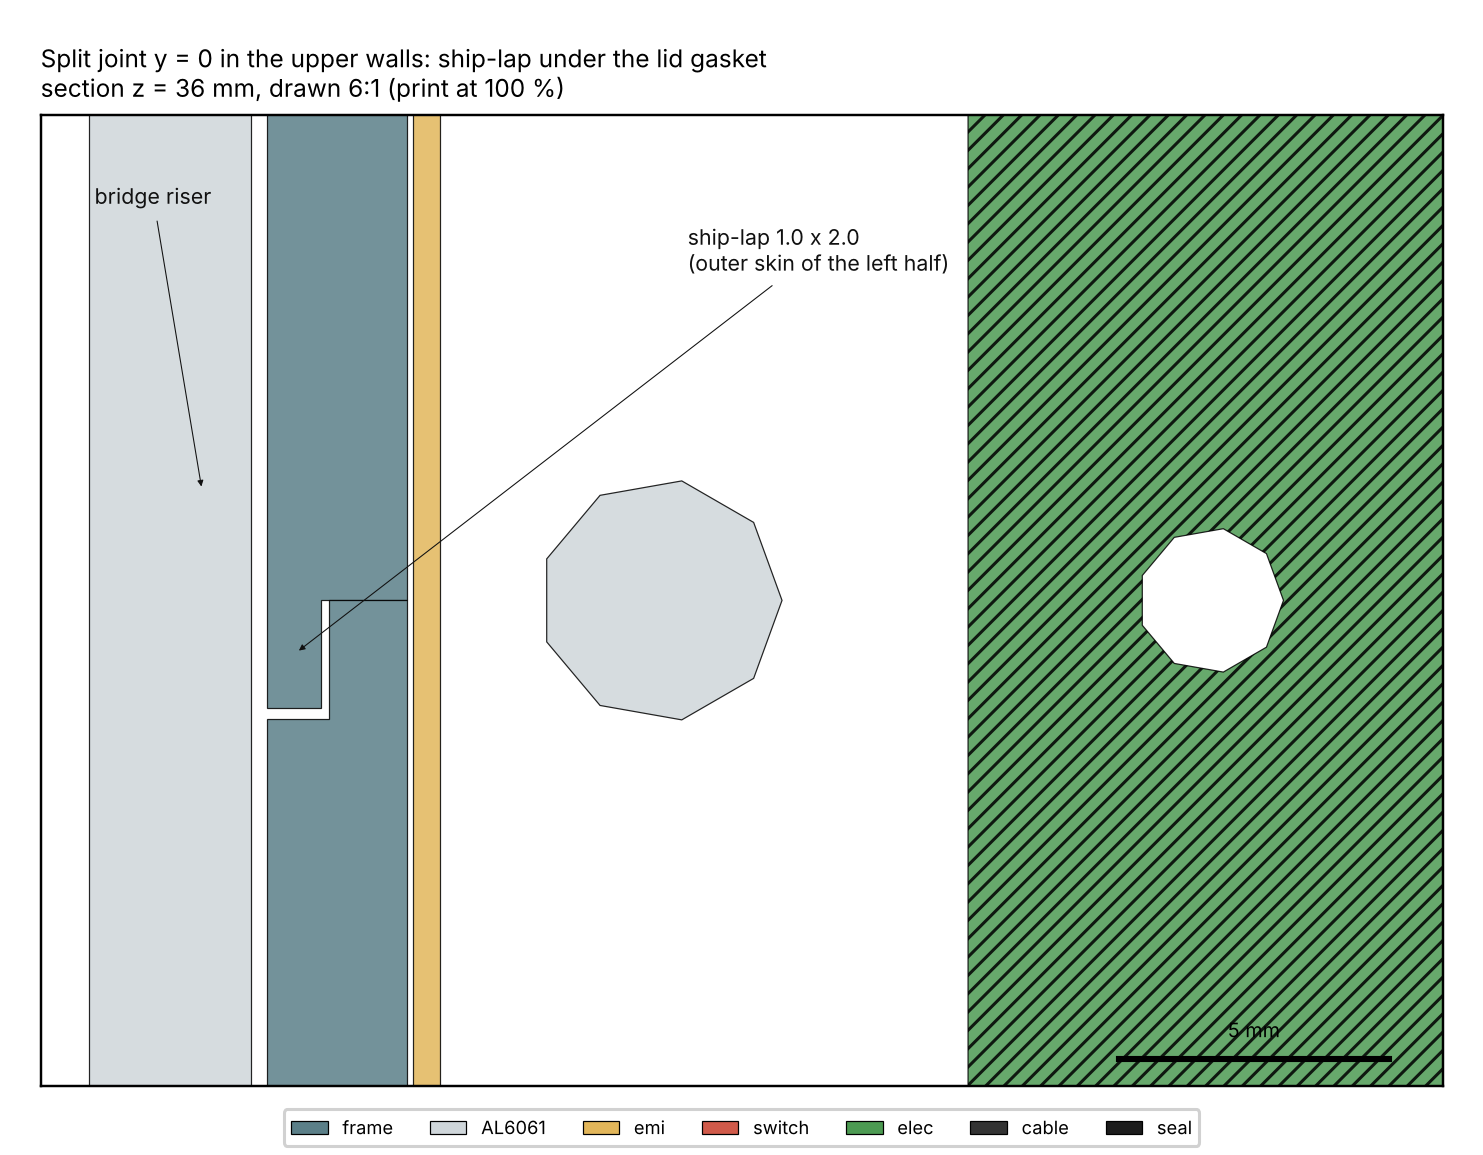 Split joint y = 0 in the upper walls: ship-lap under the lid gasket
section z = 36 mm, drawn 6:1 (print at 100 %)
bridge riser
ship-lap 1.0 x 2.0
(outer skin of the left half)
5 mm
frame AL6061 emi switch elec cable seal